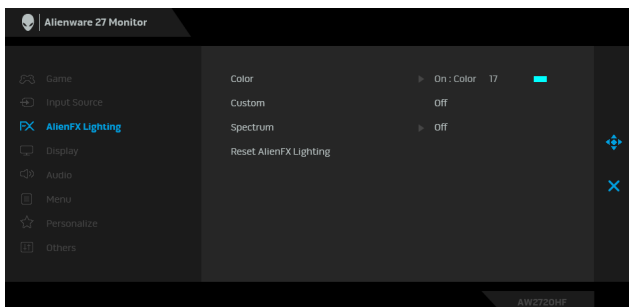 Alienware 27 Monitor
Game
Input Source
AlienFX Lighting
Display
Audio
Menu
Personalize
Others
Color On : Color 17
Custom Off
Spectrum Off
Reset AlienFX Lighting
AW2720HF